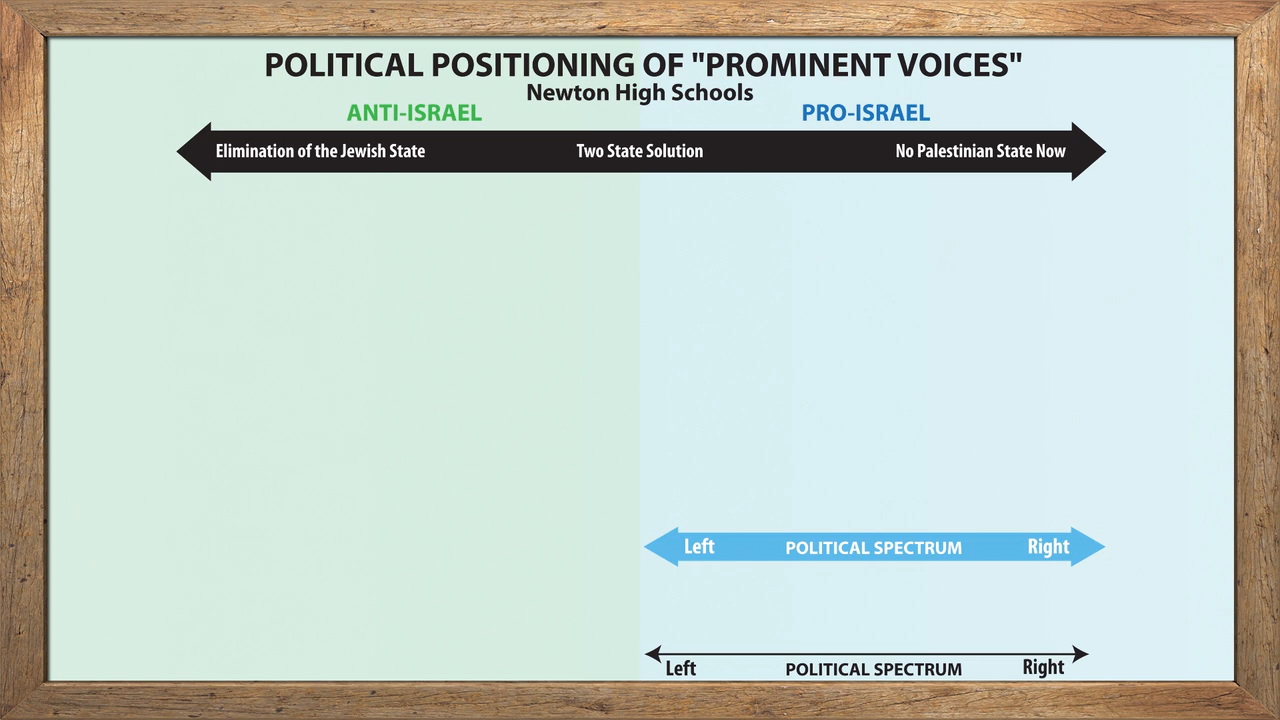 POLITICAL POSITIONING OF "PROMINENT VOICES"
Newton High Schools
ANTI-ISRAEL PRO-ISRAEL
Elimination of the Jewish State Two State Solution No Palestinian State Now
Left POLITICAL SPECTRUM Right
Left POLITICAL SPECTRUM Right